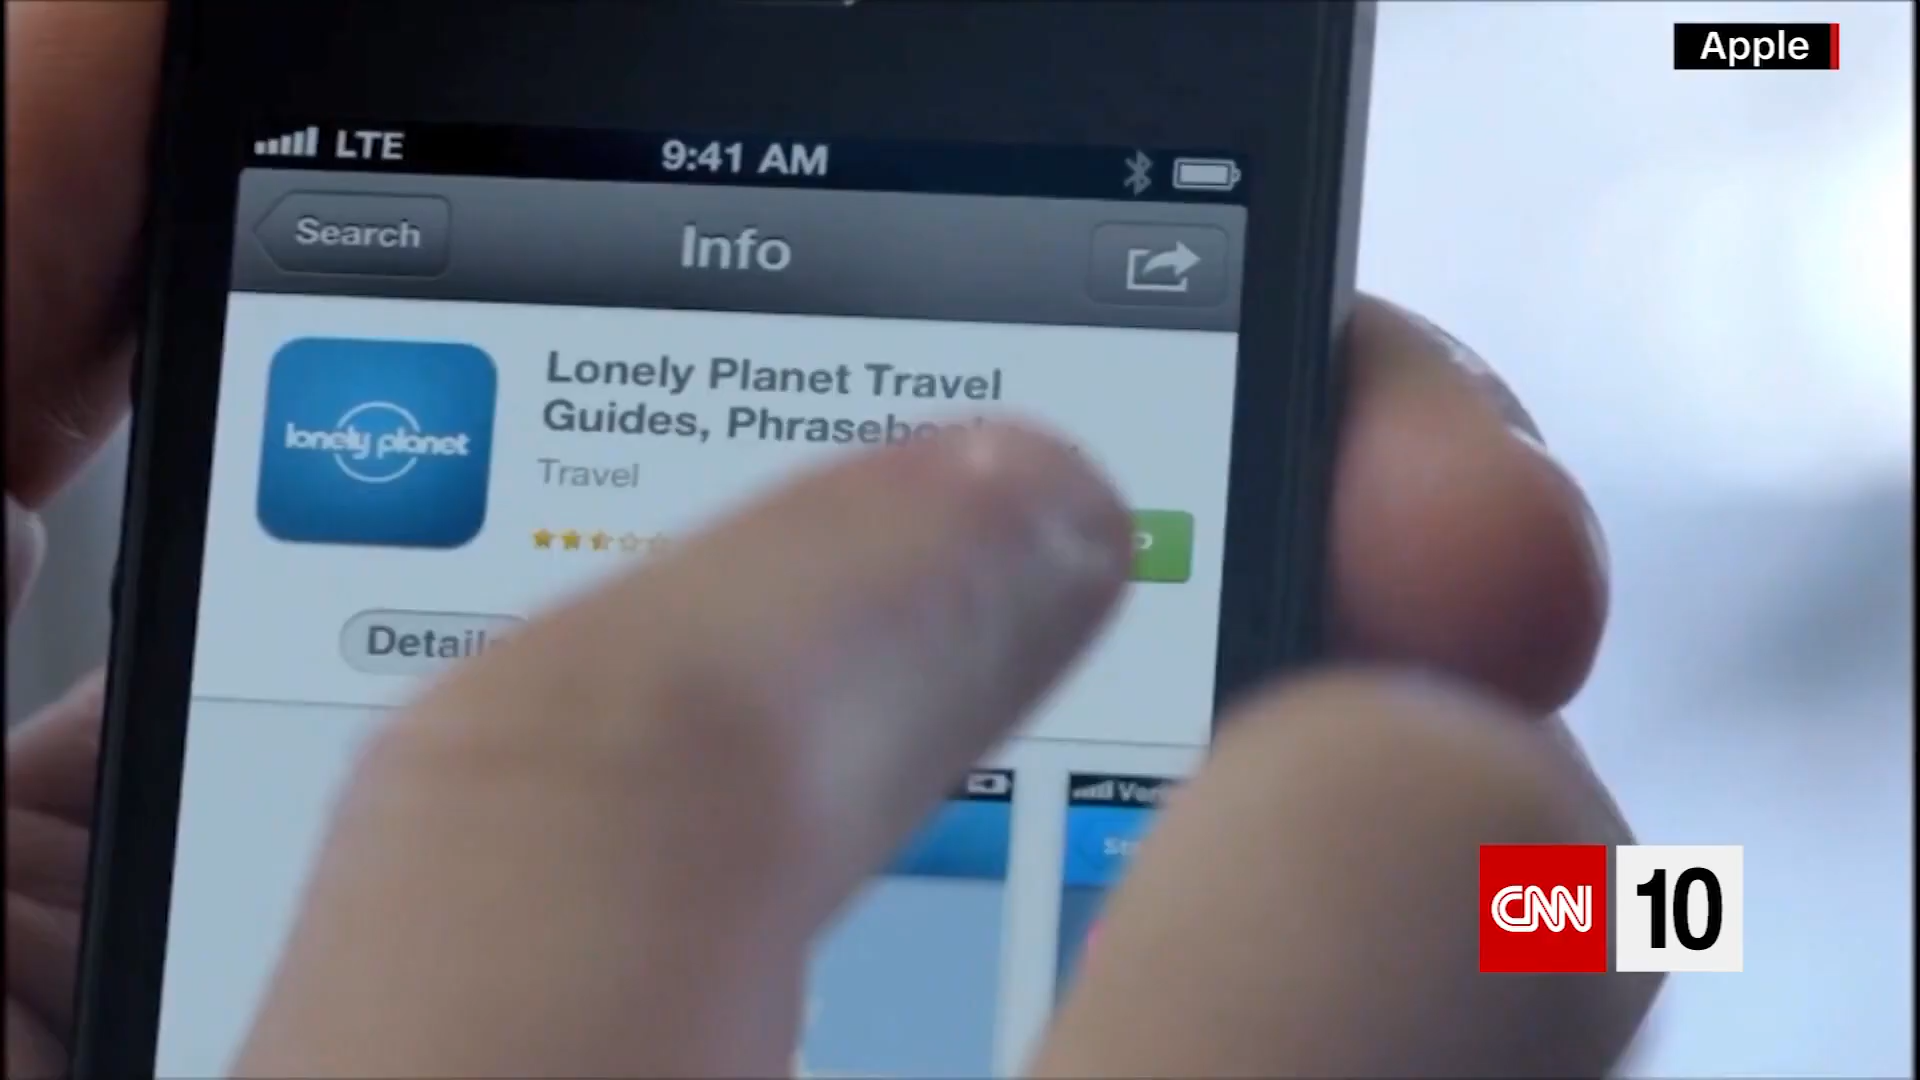 Apple
LTE 9:41 AM
Search Info
lonely planet
Lonely Planet Travel
Guides,
Travel
CNN 10